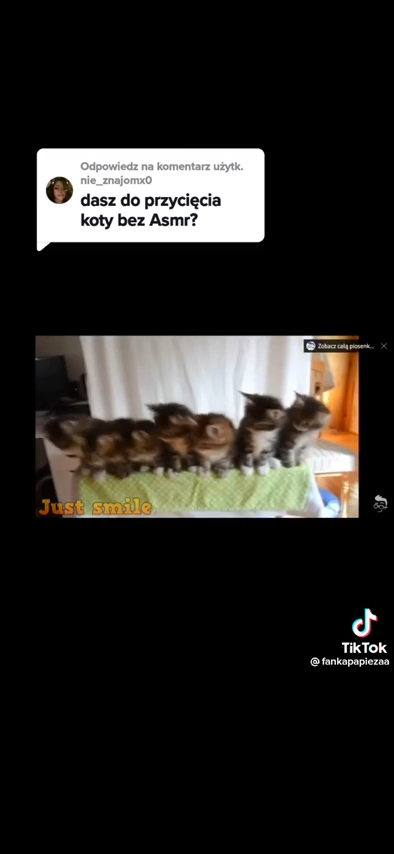 Odpowiedz na komentarz użytk.
nie_znajomx0
dasz do przycięcia
koty bez Asmr?
Zobacz całą piosenk...
Just smile
TikTok
@ fankapapiezaa